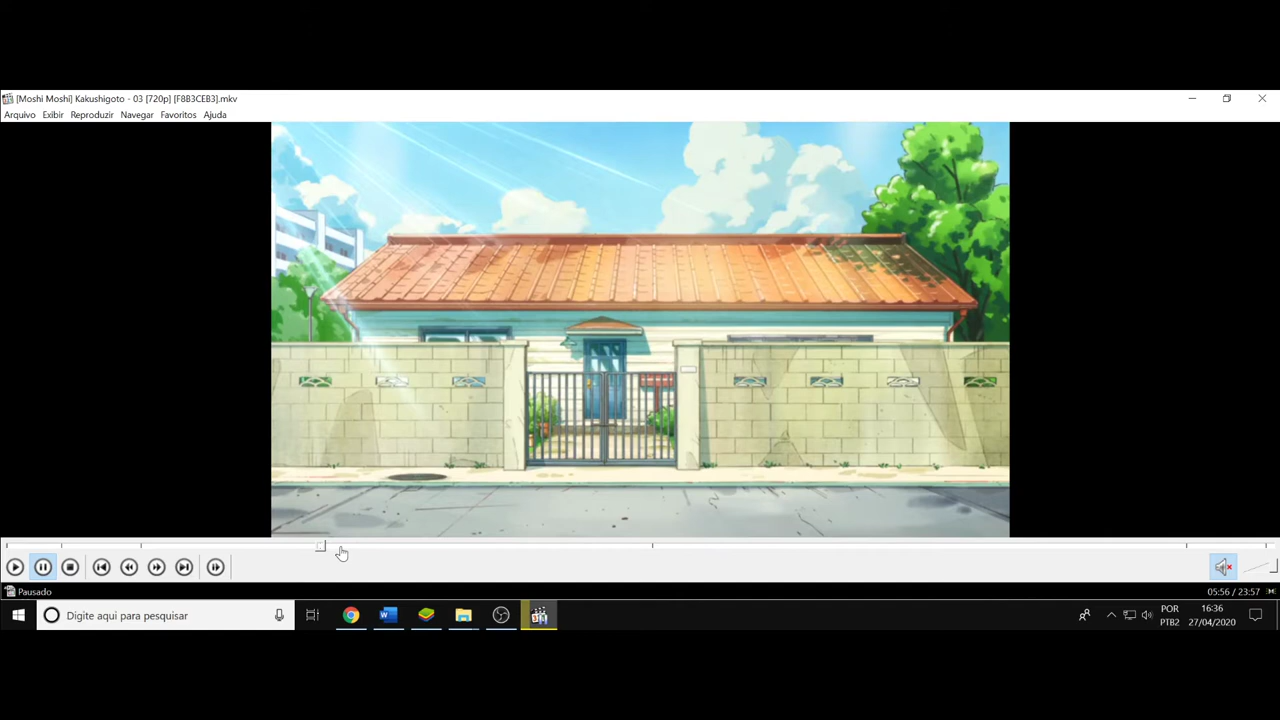 [Moshi Moshi] Kakushigoto - 03 [720p] [F8B3CEB3].mkv
Arquivo Exibir Reproduzir Navegar Favoritos Ajuda
Pausado
05:56 / 23:57
Digite aqui para pesquisar
POR
PTB2
16:36
27/04/2020